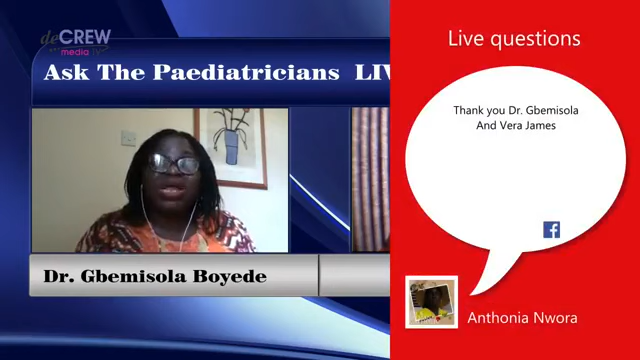 deCREW
media TV
Ask The Paediatricians LIV
Dr. Gbemisola Boyede
Live questions
Thank you Dr. Gbemisola
And Vera James
Anthonia Nwora